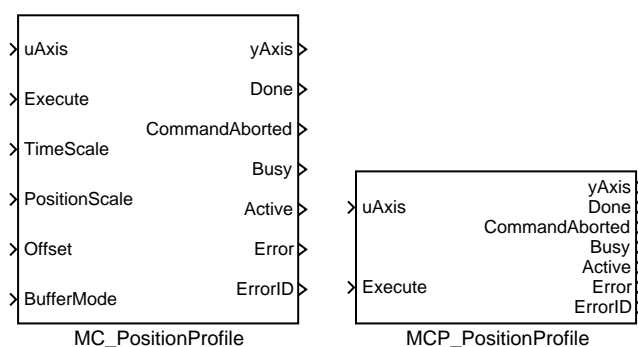 uAxis
Execute
TimeScale
PositionScale
Offset
BufferMode
yAxis
Done
CommandAborted
Busy
Active
Error
ErrorID
MC_PositionProfile
uAxis
Execute
yAxis
Done
CommandAborted
Busy
Active
Error
ErrorID
MCP_PositionProfile